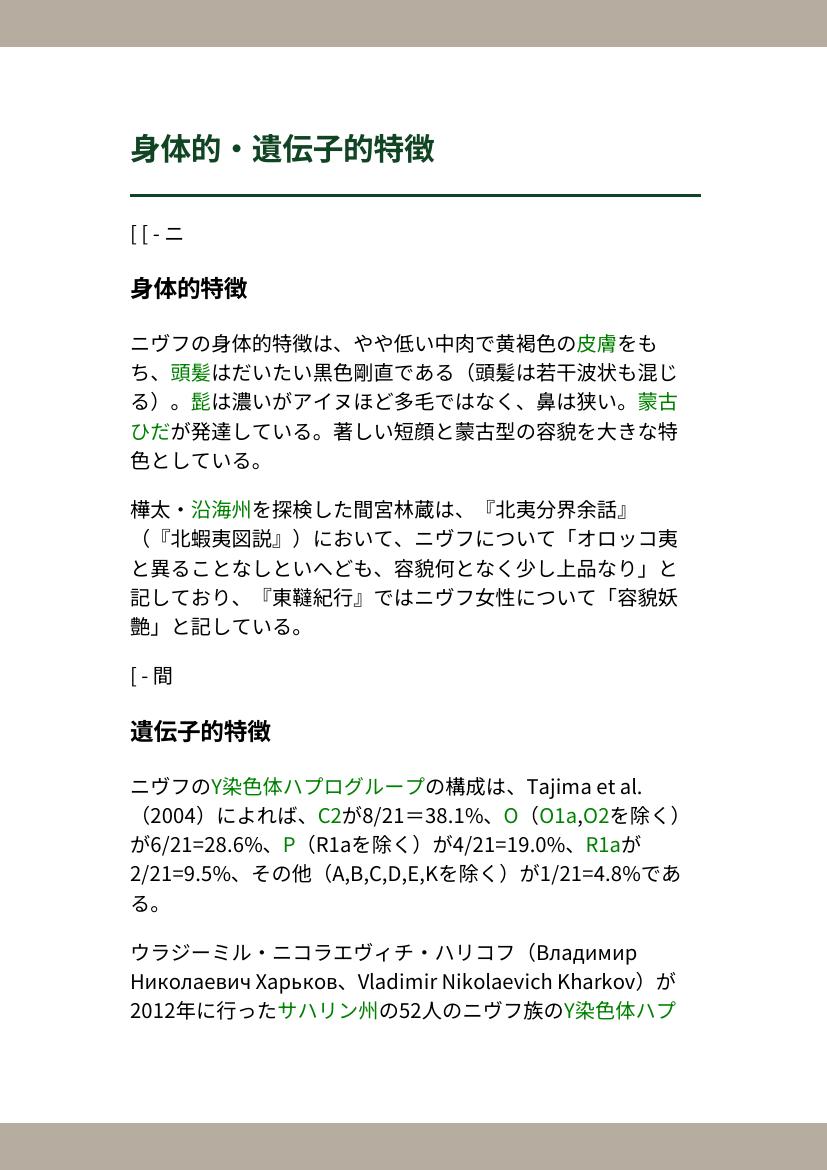 身体的・遺伝子的特徴
[ [ - ニ
身体的特徴
ニヴフの身体的特徴は、やや低い中肉で黄褐色の皮膚をも
ち、頭髪はだいたい黒色剛直である（頭髪は若干波状も混じ
る）。髭は濃いがアイヌほど多毛ではなく、鼻は狭い。蒙古
ひだが発達している。著しい短顔と蒙古型の容貌を大きな特
色としている。
樺太・沿海州を探検した間宮林蔵は、『北夷分界余話』
（『北蝦夷図説』）において、ニヴフについて「オロッコ夷
と異ることなしといへども、容貌何となく少し上品なり」と
記しており、『東韃紀行』ではニヴフ女性について「容貌妖
艶」と記している。
[ - 間
遺伝子的特徴
ニヴフのY染色体ハプログループの構成は、Tajima et al.
（2004）によれば、C2が8/21＝38.1%、O（O1a,O2を除く）
が6/21=28.6%、P（R1aを除く）が4/21=19.0%、R1aが
2/21=9.5%、その他（A,B,C,D,E,Kを除く）が1/21=4.8%であ
る。
ウラジーミル・ニコラエヴィチ・ハリコフ（Владимир
Николаевич Харьков、Vladimir Nikolaevich Kharkov）が
2012年に行ったサハリン州の52人のニヴフ族のY染色体ハプ